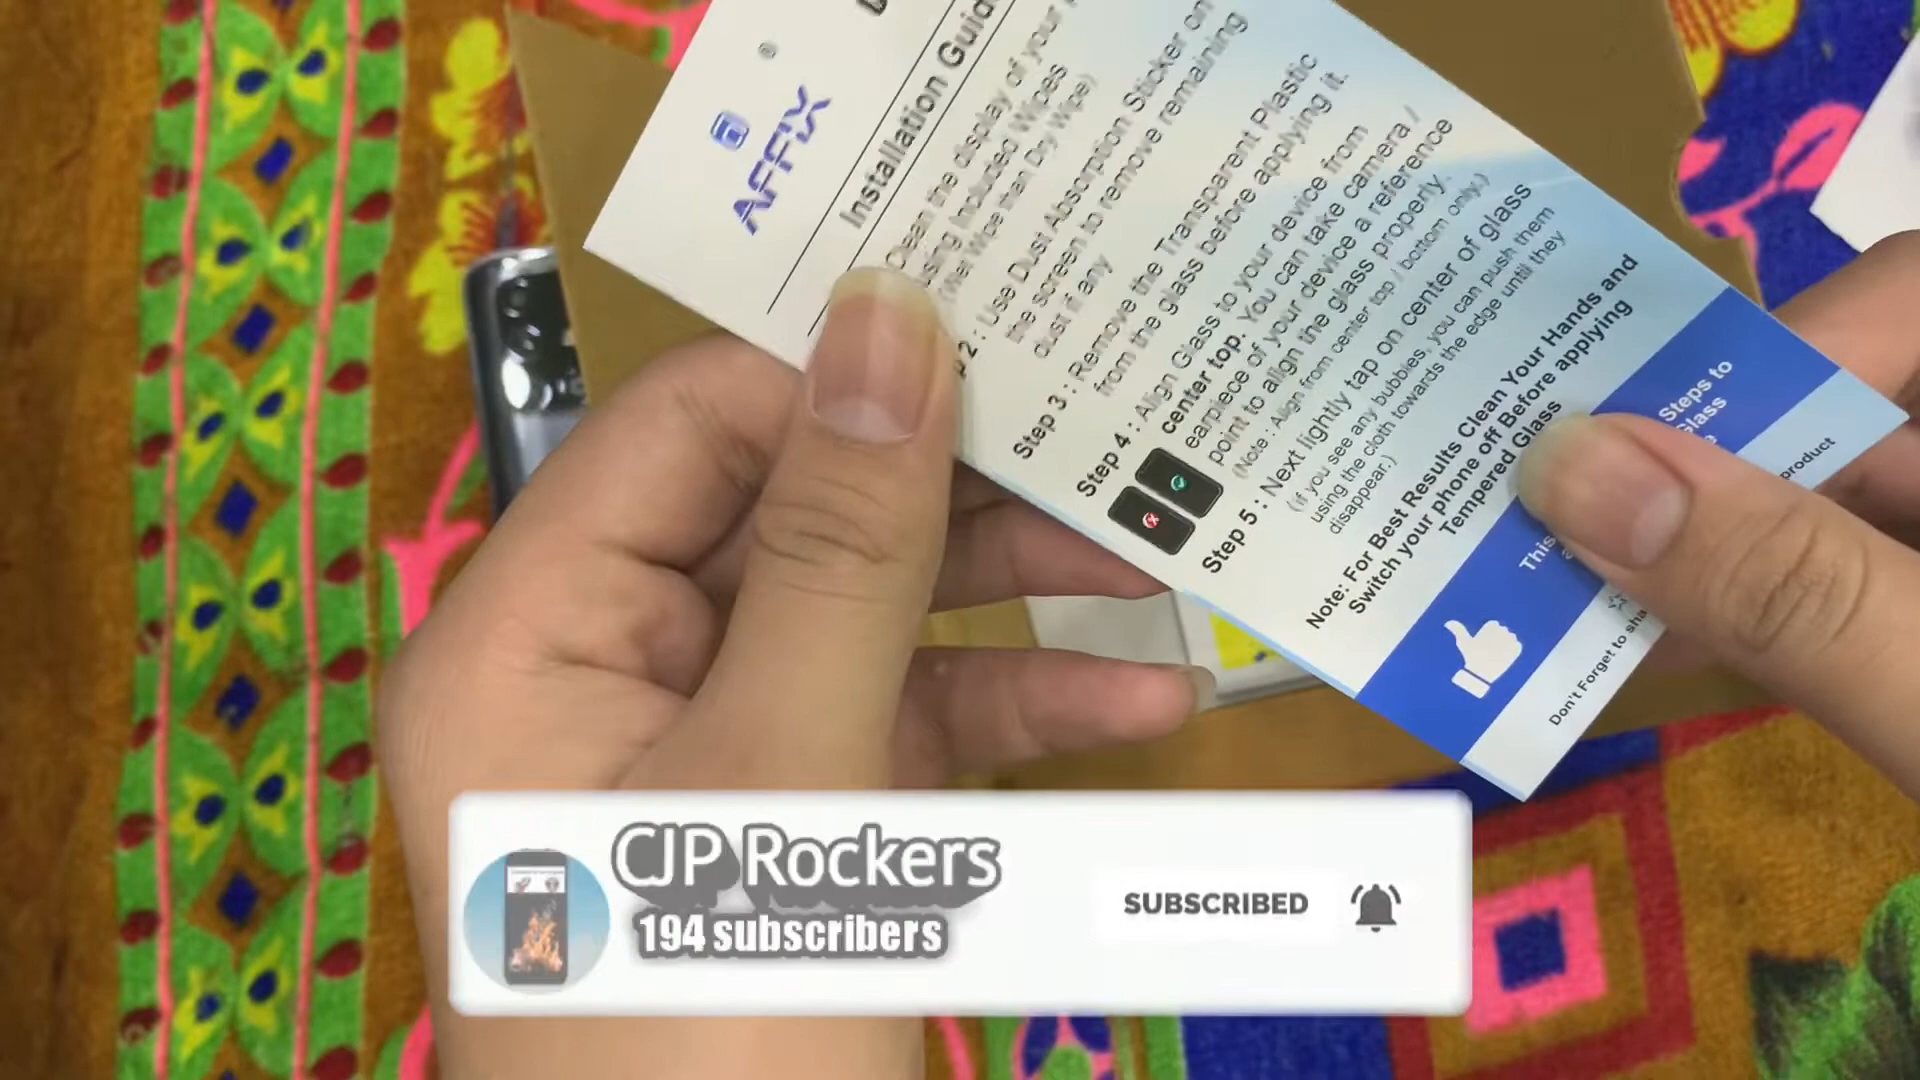 AFFIX
Installation
Clean the display of your
using Included Wipes
(Wet Wipe than Dry Wipe)
2 : Use Dust Absorption Sticker on
the screen to remove remaining
dust if any
Step 3 : Remove the Transparent Plastic
from the glass before applying it.
Step 4 : Align Glass to your device from
center top. You can take camera /
earpiece of your device a reference
point to align the glass properly.
(Note : Align from center top / bottom only.)
Step 5 : Next lightly tap on center of glass
(if you see any bubbles, you can push them
using the cloth towards the edge until they
disappear.)
Note: For Best Results Clean Your Hands and
Switch your phone off Before applying
Tempered Glass
This
Steps to
Glass
Don't Forget to
product
CJP Rockers
194 subscribers
SUBSCRIBED